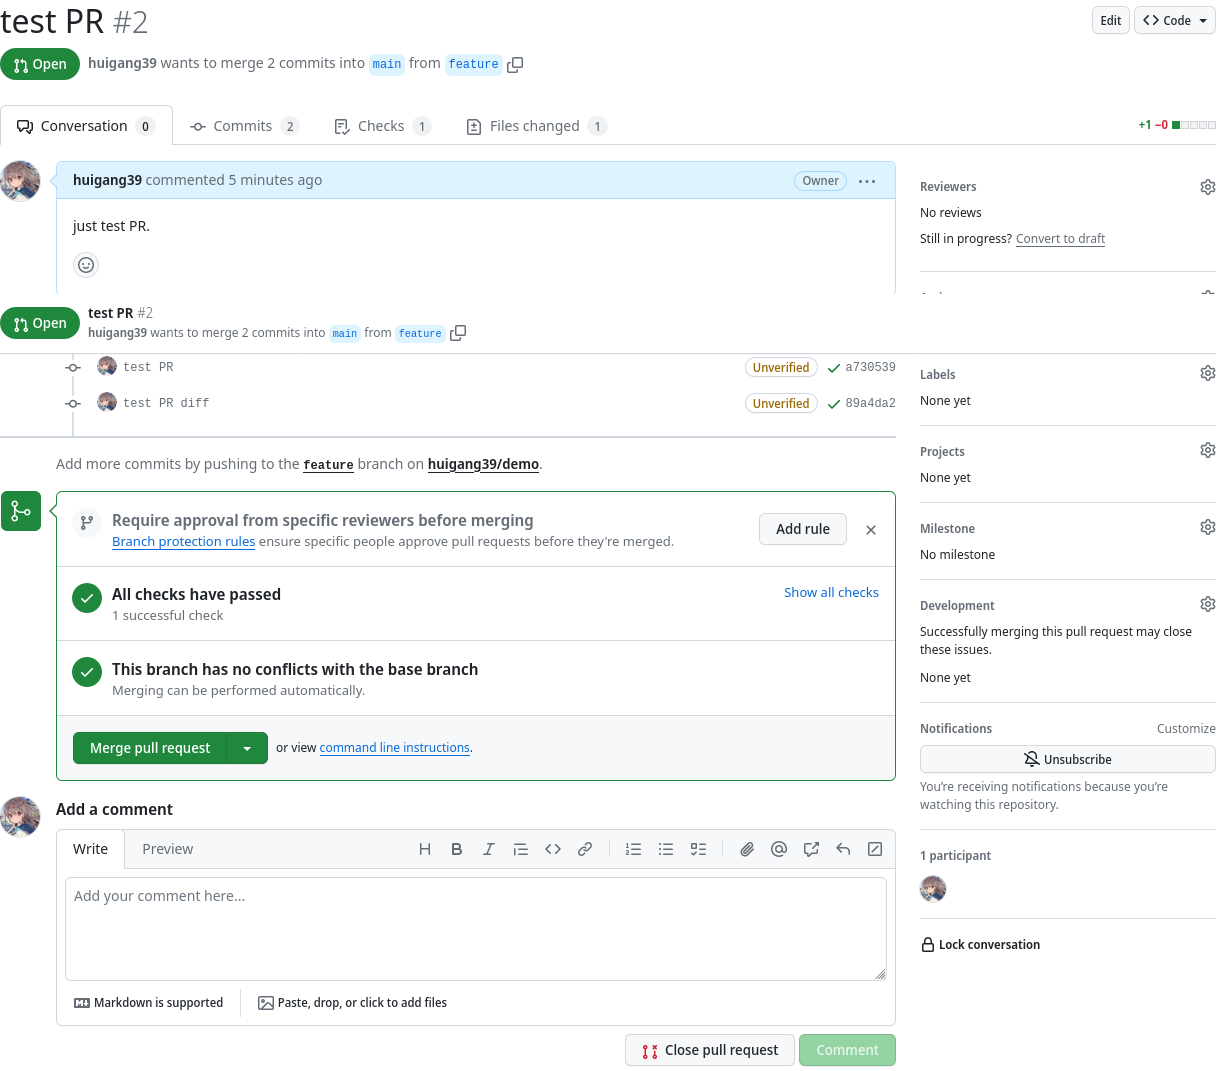 test PR #2
Edit
Code
Open
huigang39 wants to merge 2 commits into main from feature
Conversation 0
Commits 2
Checks 1
Files changed 1
+1 −0
huigang39 commented 5 minutes ago
Owner
just test PR.
Reviewers
No reviews
Still in progress? Convert to draft
Open
test PR #2
huigang39 wants to merge 2 commits into main from feature
test PR
Unverified
a730539
test PR diff
Unverified
89a4da2
Add more commits by pushing to the feature branch on huigang39/demo.
Require approval from specific reviewers before merging
Branch protection rules ensure specific people approve pull requests before they're merged.
Add rule
All checks have passed
1 successful check
Show all checks
This branch has no conflicts with the base branch
Merging can be performed automatically.
Merge pull request
or view command line instructions.
Labels
None yet
Projects
None yet
Milestone
No milestone
Development
Successfully merging this pull request may close
these issues.
None yet
Notifications
Customize
Unsubscribe
You're receiving notifications because you're
watching this repository.
1 participant
Lock conversation
Add a comment
Write
Preview
Add your comment here...
Markdown is supported
Paste, drop, or click to add files
Close pull request
Comment